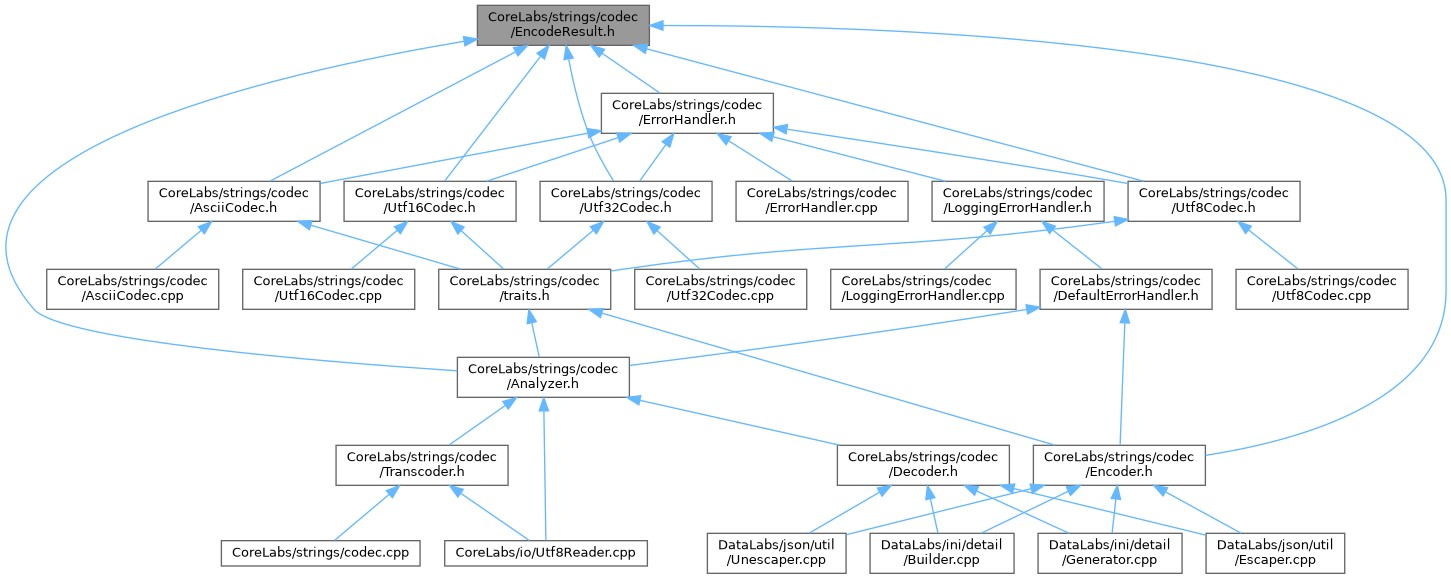 CoreLabs/strings/codec
/EncodeResult.h
CoreLabs/strings/codec
/ErrorHandler.h
CoreLabs/strings/codec
/AsciiCodec.h
CoreLabs/strings/codec
/Utf16Codec.h
CoreLabs/strings/codec
/Utf32Codec.h
CoreLabs/strings/codec
/ErrorHandler.cpp
CoreLabs/strings/codec
/LoggingErrorHandler.h
CoreLabs/strings/codec
/Utf8Codec.h
CoreLabs/strings/codec
/AsciiCodec.cpp
CoreLabs/strings/codec
/Utf16Codec.cpp
CoreLabs/strings/codec
/traits.h
CoreLabs/strings/codec
/Utf32Codec.cpp
CoreLabs/strings/codec
/LoggingErrorHandler.cpp
CoreLabs/strings/codec
/DefaultErrorHandler.h
CoreLabs/strings/codec
/Utf8Codec.cpp
CoreLabs/strings/codec
/Analyzer.h
CoreLabs/strings/codec
/Transcoder.h
CoreLabs/strings/codec
/Decoder.h
CoreLabs/strings/codec
/Encoder.h
CoreLabs/strings/codec.cpp
CoreLabs/io/Utf8Reader.cpp
DataLabs/json/util
/Unescaper.cpp
DataLabs/ini/detail
/Builder.cpp
DataLabs/ini/detail
/Generator.cpp
DataLabs/json/util
/Escaper.cpp